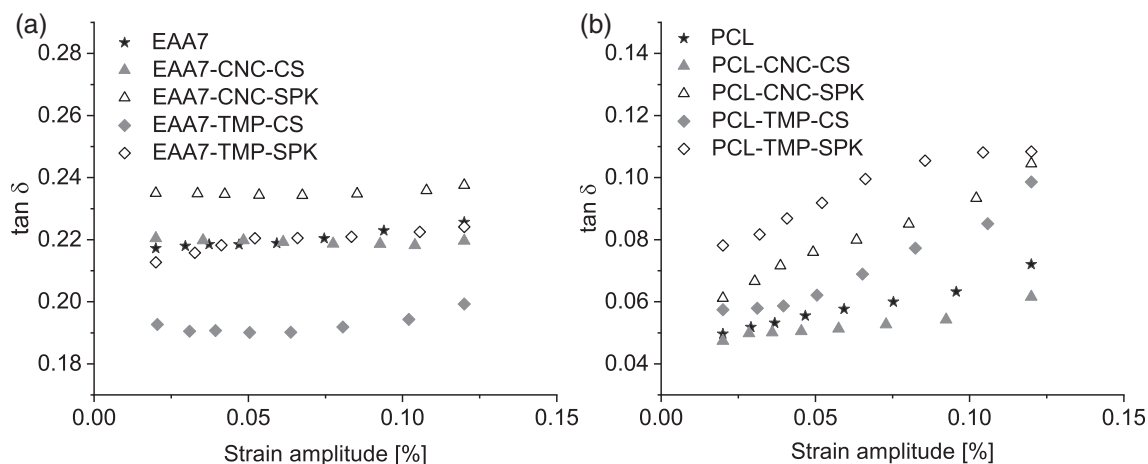 (a)
0.28
0.26
0.24
0.22
0.20
0.18
tan δ
EAA7
EAA7-CNC-CS
EAA7-CNC-SPK
EAA7-TMP-CS
EAA7-TMP-SPK
0.00
0.05
0.10
0.15
Strain amplitude [%]
(b)
0.14
0.12
0.10
0.08
0.06
0.04
tan δ
PCL
PCL-CNC-CS
PCL-CNC-SPK
PCL-TMP-CS
PCL-TMP-SPK
0.00
0.05
0.10
0.15
Strain amplitude [%]